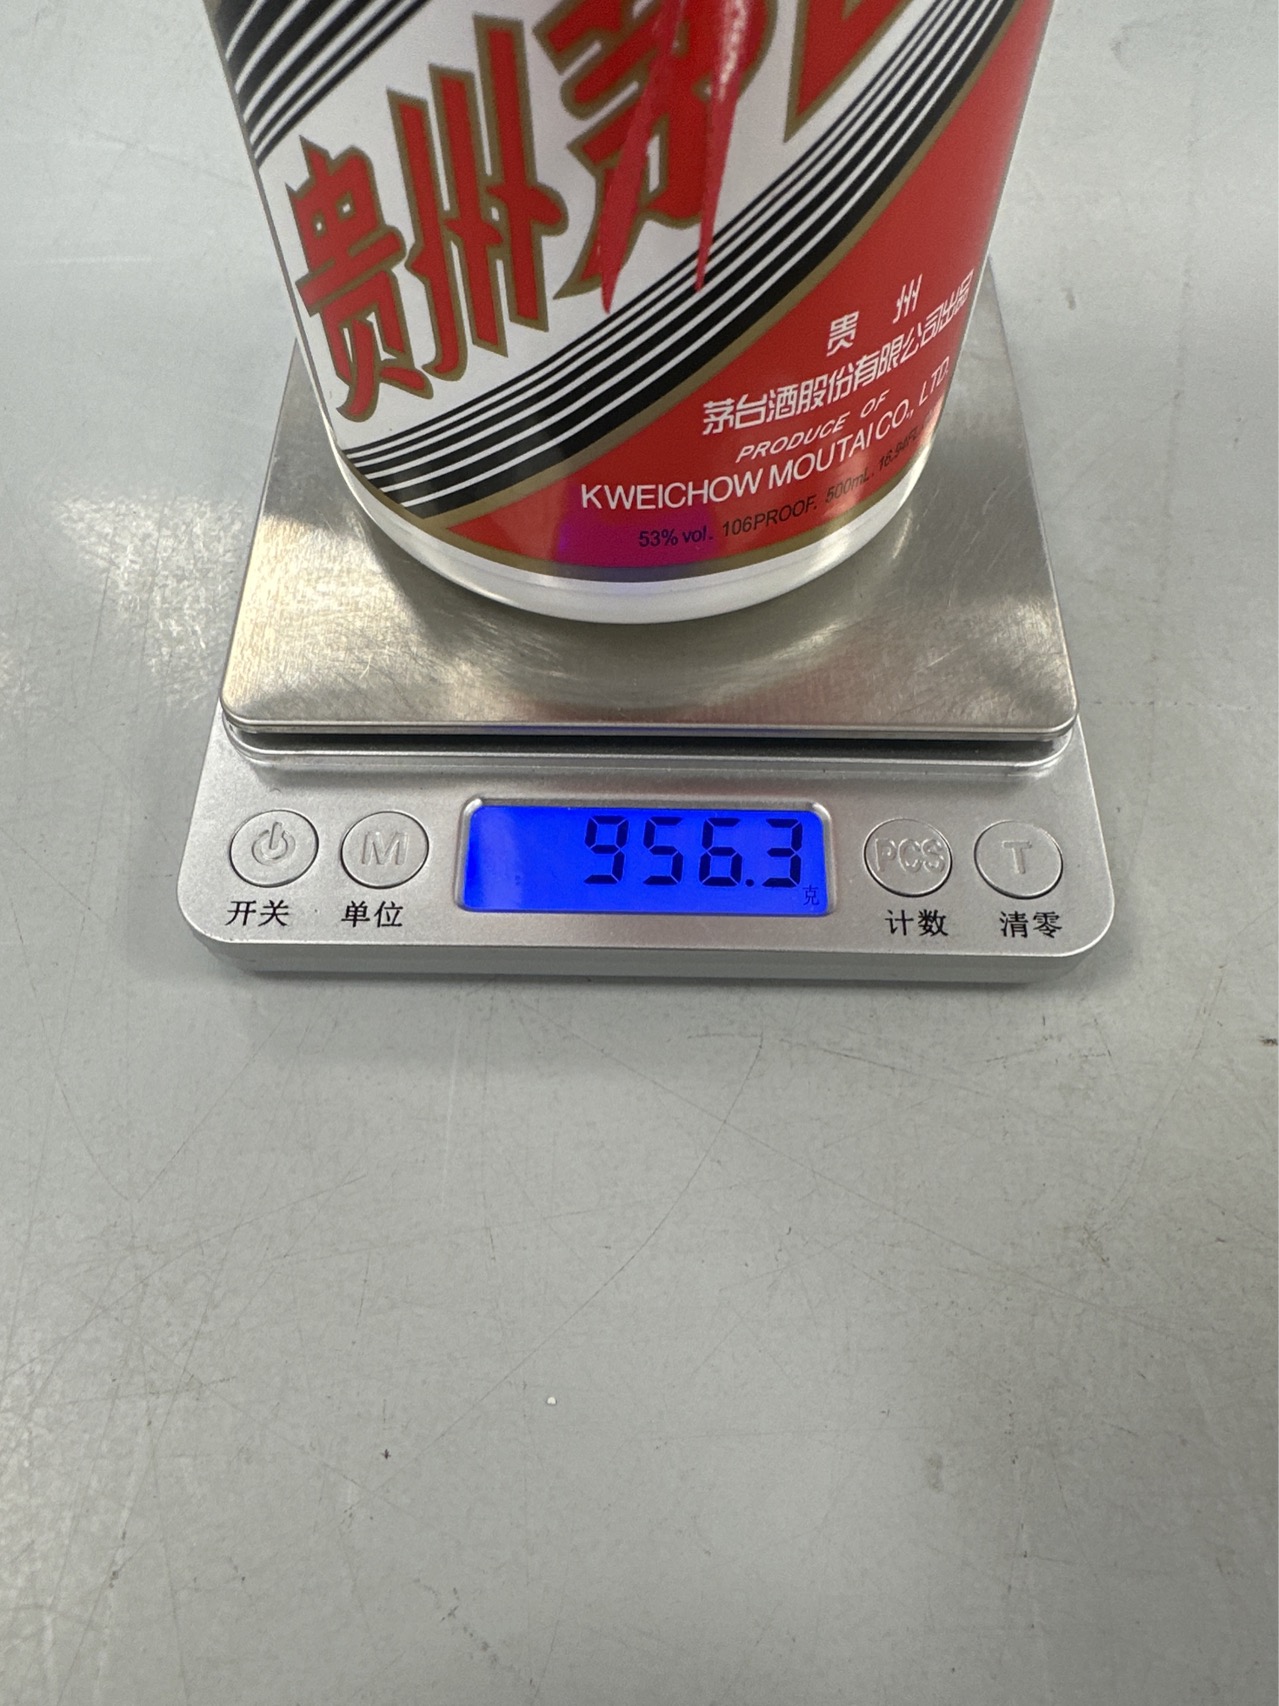 贵州茅
贵州
茅台酒股份有限公司出品
PRODUCE OF
KWEICHOW MOUTAI CO., LTD.
53% vol. 106PROOF. 500mL.
956.3
克
M
PCS
T
开关
单位
计数
清零